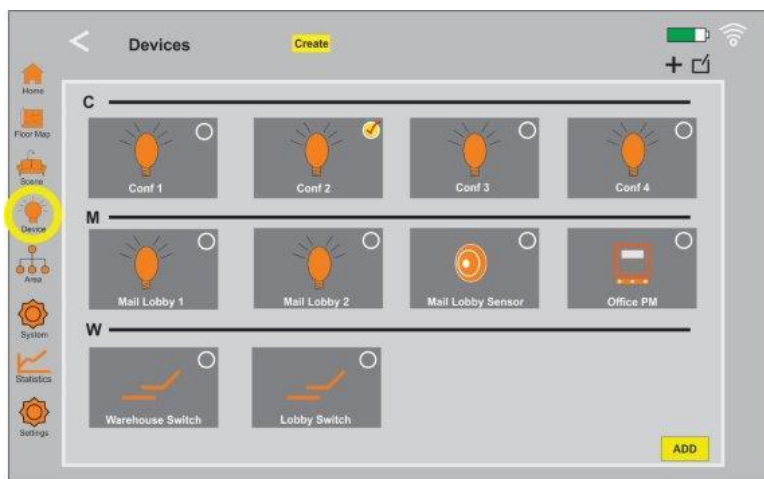 Devices
Create
Home
Floor Map
Scene
Device
Area
System
Statistics
Settings
C
Conf 1
Conf 2
Conf 3
Conf 4
M
Mail Lobby 1
Mail Lobby 2
Mail Lobby Sensor
Office PM
W
Warehouse Switch
Lobby Switch
ADD